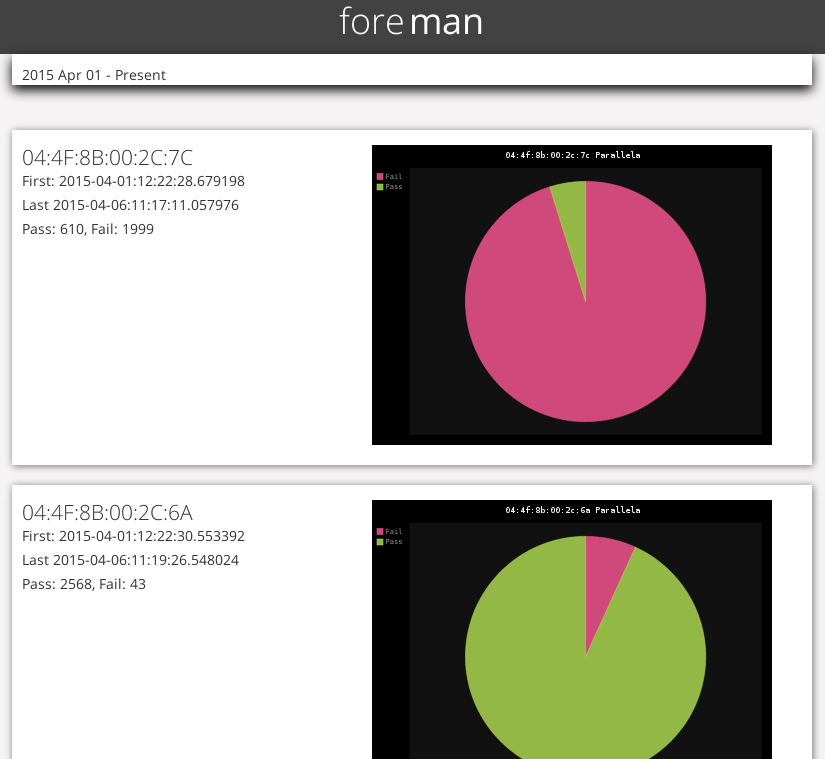 foreman
2015 Apr 01 - Present
04:4F:8B:00:2C:7C
First: 2015-04-01:12:22:28.679198
Last 2015-04-06:11:17:11.057976
Pass: 610, Fail: 1999
04:4f:8b:00:2c:7c Parallela
Fail
Pass
04:4F:8B:00:2C:6A
First: 2015-04-01:12:22:30.553392
Last 2015-04-06:11:19:26.548024
Pass: 2568, Fail: 43
04:4f:8b:00:2c:6a Parallela
Fail
Pass